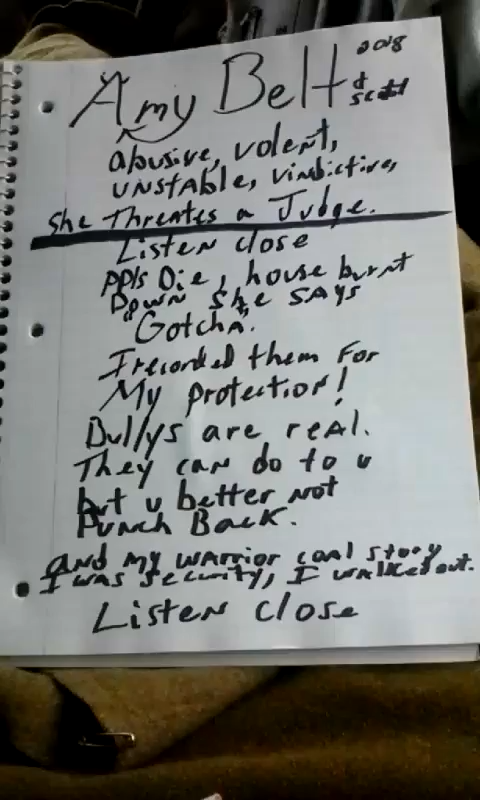 Amy Belt 2018
& scott
abusive, volent,
unstable, vindictive,
She Threates a Judge.
Listen close
ppls Die, house burnt
Down she says
"Gotcha".
I recorded them for
My protection!
Bullys are real.
They can do to u
but u better not
Punch Back.
and my warrior coal story
I was security, I walked out.
Listen close